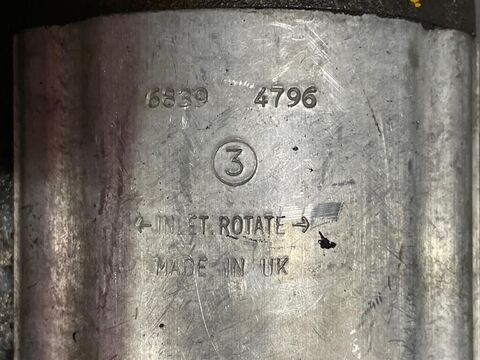 6839 4796
3
← INLET. ROTATE →
MADE IN UK